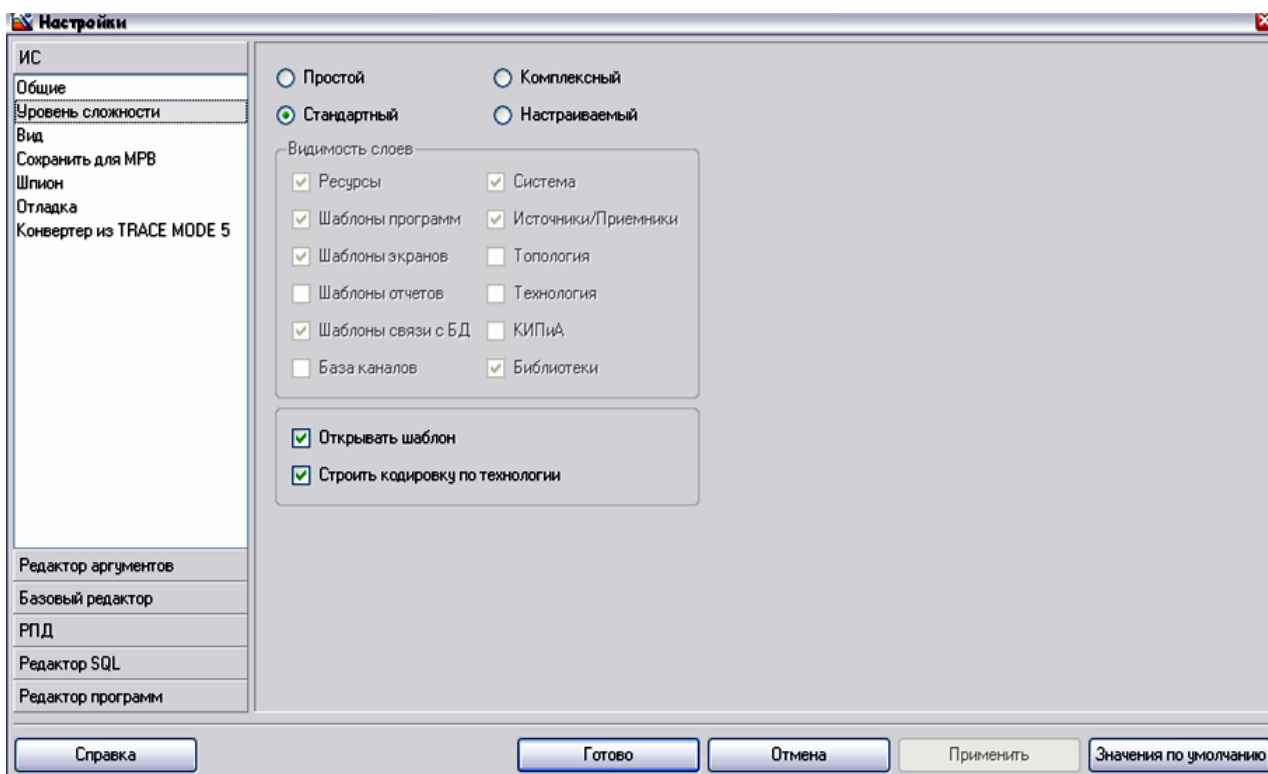 Настройки
ИС
Общие
Уровень сложности
Вид
Сохранить для МРВ
Шпион
Отладка
Конвертер из TRACE MODE 5
Редактор аргументов
Базовый редактор
РПД
Редактор SQL
Редактор программ
Простой
Комплексный
Стандартный
Настраиваемый
Видимость слоев
Ресурсы
Система
Шаблоны программ
Источники/Приемники
Шаблоны экранов
Топология
Шаблоны отчетов
Технология
Шаблоны связи с БД
КИПиА
База каналов
Библиотеки
Открывать шаблон
Строить кодировку по технологии
Справка
Готово
Отмена
Применить
Значения по умолчанию